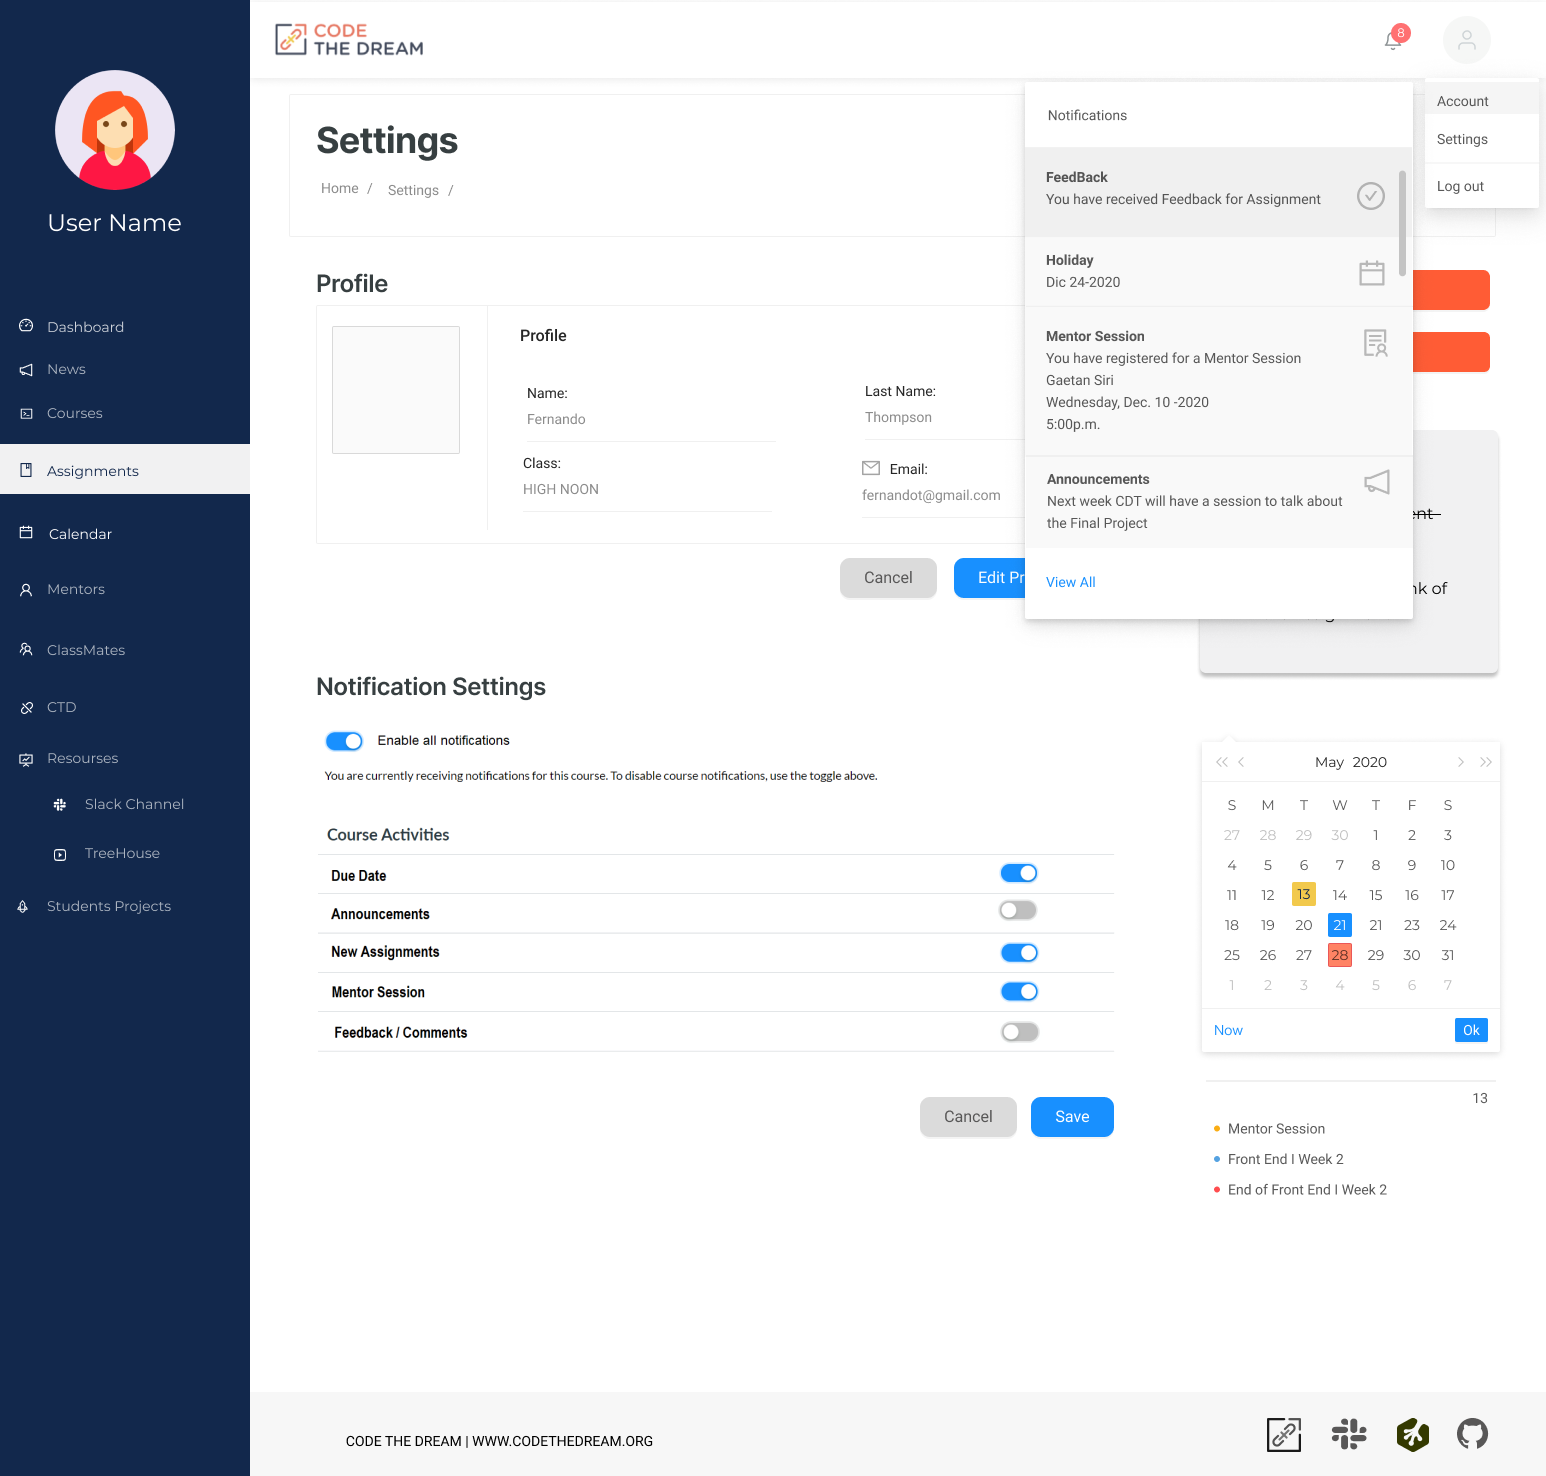 CODE
THE DREAM
8
User Name
Dashboard
News
Courses
Assignments
Calendar
Mentors
ClassMates
CTD
Resourses
Slack Channel
TreeHouse
Students Projects
Account
Settings
Log out
Settings
Home /
Settings /
Notifications
FeedBack
You have received Feedback for Assignment
Holiday
Dic 24-2020
Mentor Session
You have registered for a Mentor Session
Gaetan Siri
Wednesday, Dec. 10 -2020
5:00p.m.
Announcements
Next week CDT will have a session to talk about
the Final Project
View All
Profile
Profile
Name:
Fernando
Last Name:
Thompson
Class:
HIGH NOON
Email:
fernandot@gmail.com
Cancel
Edit Pr
of
Notification Settings
Enable all notifications
You are currently receiving notifications for this course. To disable course notifications, use the toggle above.
Course Activities
Due Date
Announcements
New Assignments
Mentor Session
Feedback / Comments
Cancel
Save
May 2020
S M T W T F S
27 28 29 30 1 2 3
4 5 6 7 8 9 10
11 12 13 14 15 16 17
18 19 20 21 21 23 24
25 26 27 28 29 30 31
1 2 3 4 5 6 7
Now
Ok
13
Mentor Session
Front End I Week 2
End of Front End I Week 2
CODE THE DREAM | WWW.CODETHEDREAM.ORG